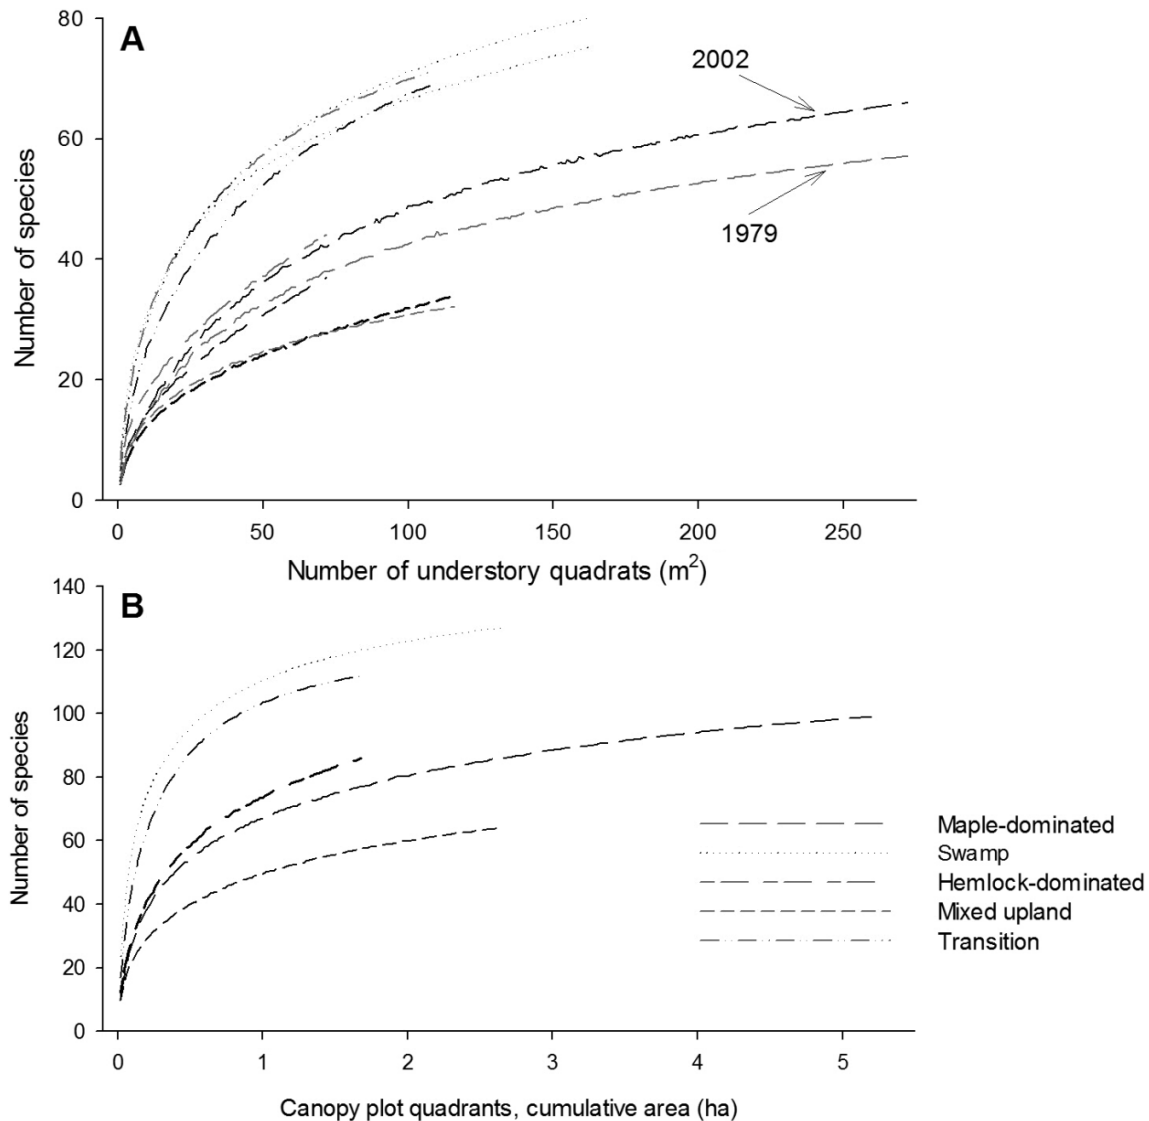 A
80
60
40
20
0
Number of species
2002
1979
0 50 100 150 200 250
Number of understory quadrats (m²)
B
140
120
100
80
60
40
20
0
Number of species
Maple-dominated
Swamp
Hemlock-dominated
Mixed upland
Transition
0 1 2 3 4 5
Canopy plot quadrants, cumulative area (ha)